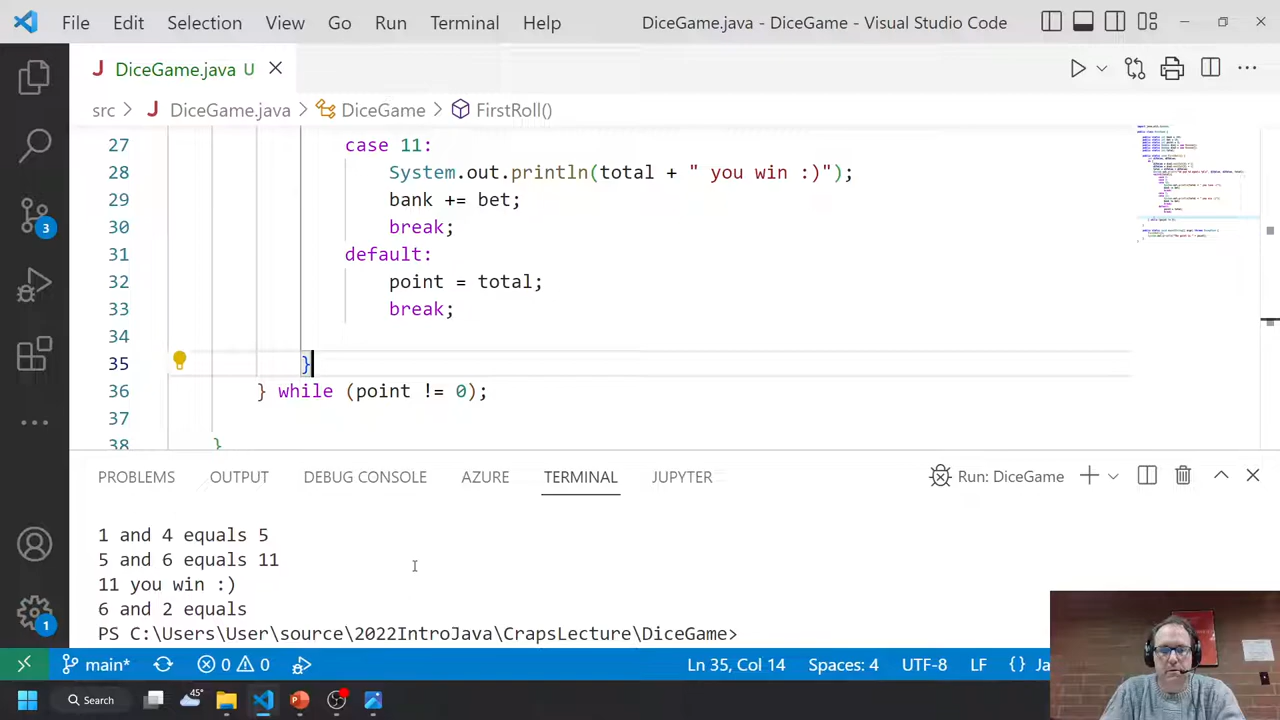 File Edit Selection View Go Run Terminal Help DiceGame.java - DiceGame - Visual Studio Code
J DiceGame.java U
src > J DiceGame.java > DiceGame > FirstRoll()
27 case 11:
28 System.out.println(total + " you win :)");
29 bank += bet;
30 break;
31 default:
32 point = total;
33 break;
34
35 }
36 } while (point != 0);
37
38 }
PROBLEMS OUTPUT DEBUG CONSOLE AZURE TERMINAL JUPYTER Run: DiceGame
1 and 4 equals 5
5 and 6 equals 11
11 you win :)
6 and 2 equals
PS C:\Users\User\source\2022IntroJava\CrapsLecture\DiceGame>
3
1
main* 0 0 Ln 35, Col 14 Spaces: 4 UTF-8 LF {} Ja
Search 45°